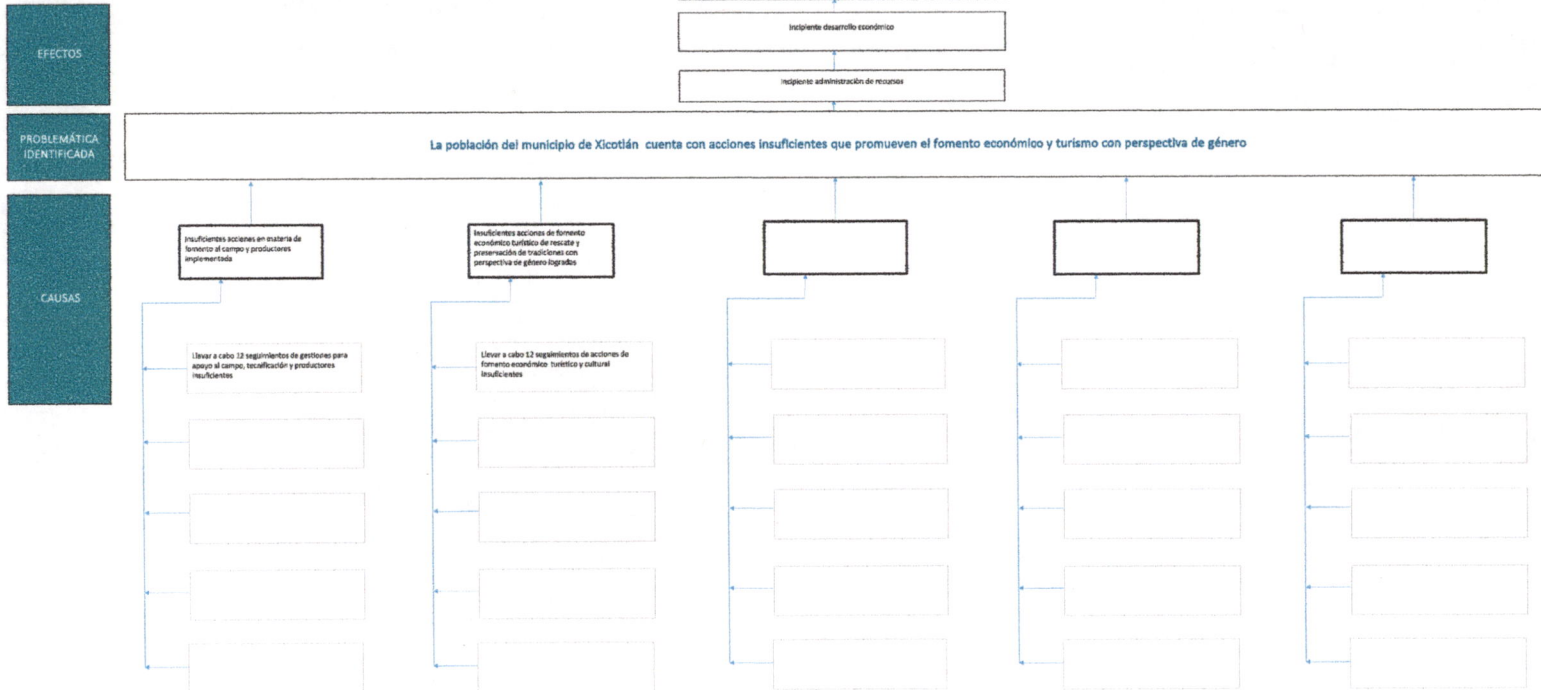 Incipiente desarrollo económico
EFECTOS
Incipiente administración de recursos
PROBLEMÁTICA
IDENTIFICADA
La población del municipio de Xicotlán cuenta con acciones insuficientes que promueven el fomento económico y turismo con perspectiva de género
CAUSAS
Insuficientes acciones en materia de
fomento al campo y productores
implementada
Insuficientes acciones de fomento
económico turístico de rescate y
preservación de tradiciones con
perspectiva de género logrados
Llevar a cabo 12 seguimientos de gestiones para
apoyo al campo, tecnificación y productores
insuficientes
Llevar a cabo 12 seguimientos de acciones de
fomento económico turístico y cultural
insuficientes